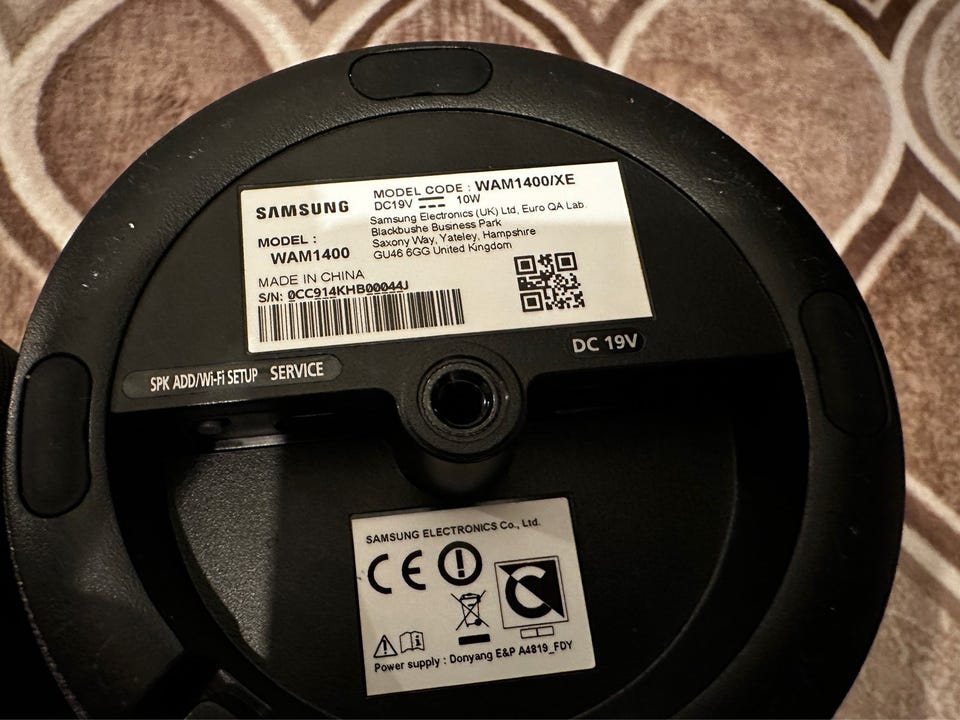 SAMSUNG
MODEL :
WAM1400
MADE IN CHINA
S/N: 0CC914KHB00044J
MODEL CODE : WAM1400/XE
DC19V 10W
Samsung Electronics (UK) Ltd, Euro QA Lab.
Blackbushe Business Park
Saxony Way, Yateley, Hampshire
GU46 6GG United Kingdom
SPK ADD/Wi-Fi SETUP SERVICE
DC 19V
SAMSUNG ELECTRONICS Co., Ltd.
CE
C
Power supply : Donyang E&P A4819_FDY